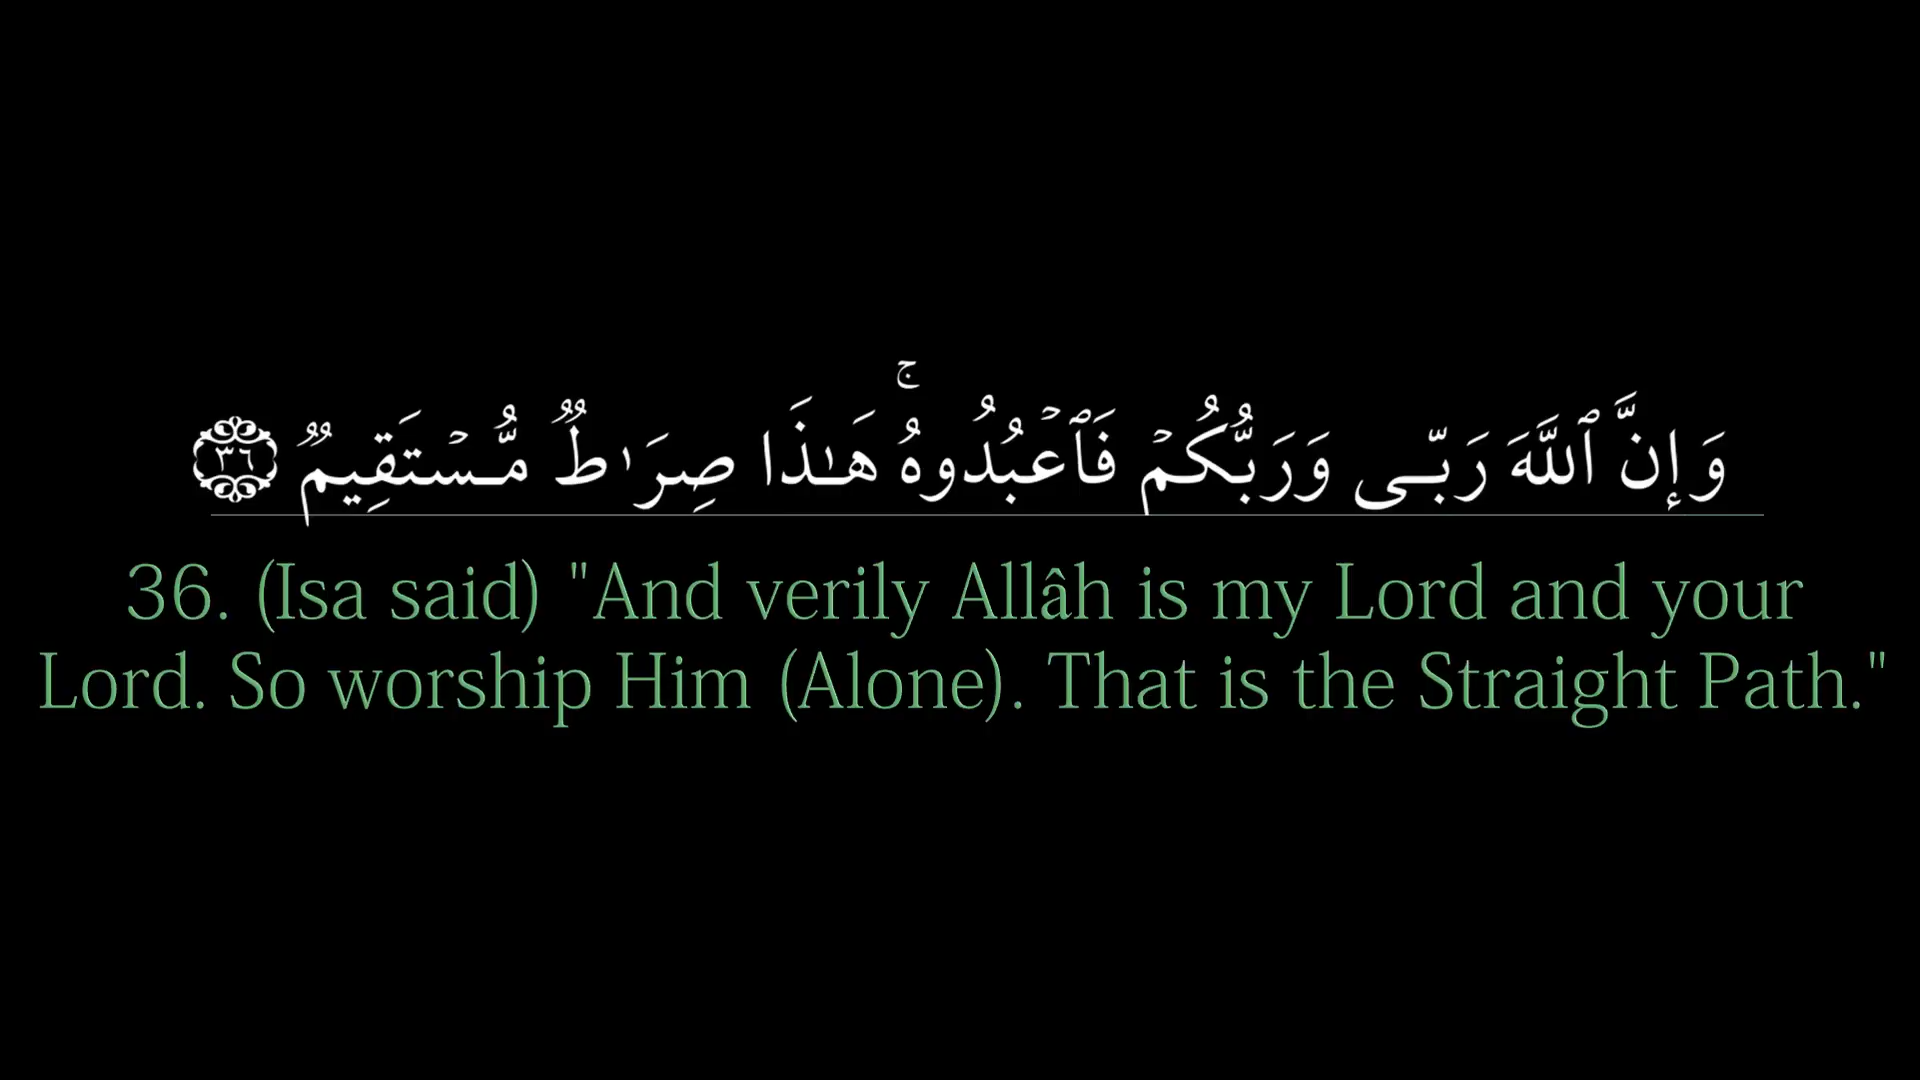 وَإِنَّ ٱللَّهَ رَبِّى وَرَبُّكُمْ فَٱعْبُدُوهُ ۚ هَـٰذَا صِرَٰطٌ مُّسْتَقِيمٌ ٣٦
36. (Isa said) "And verily Allâh is my Lord and your
Lord. So worship Him (Alone). That is the Straight Path."